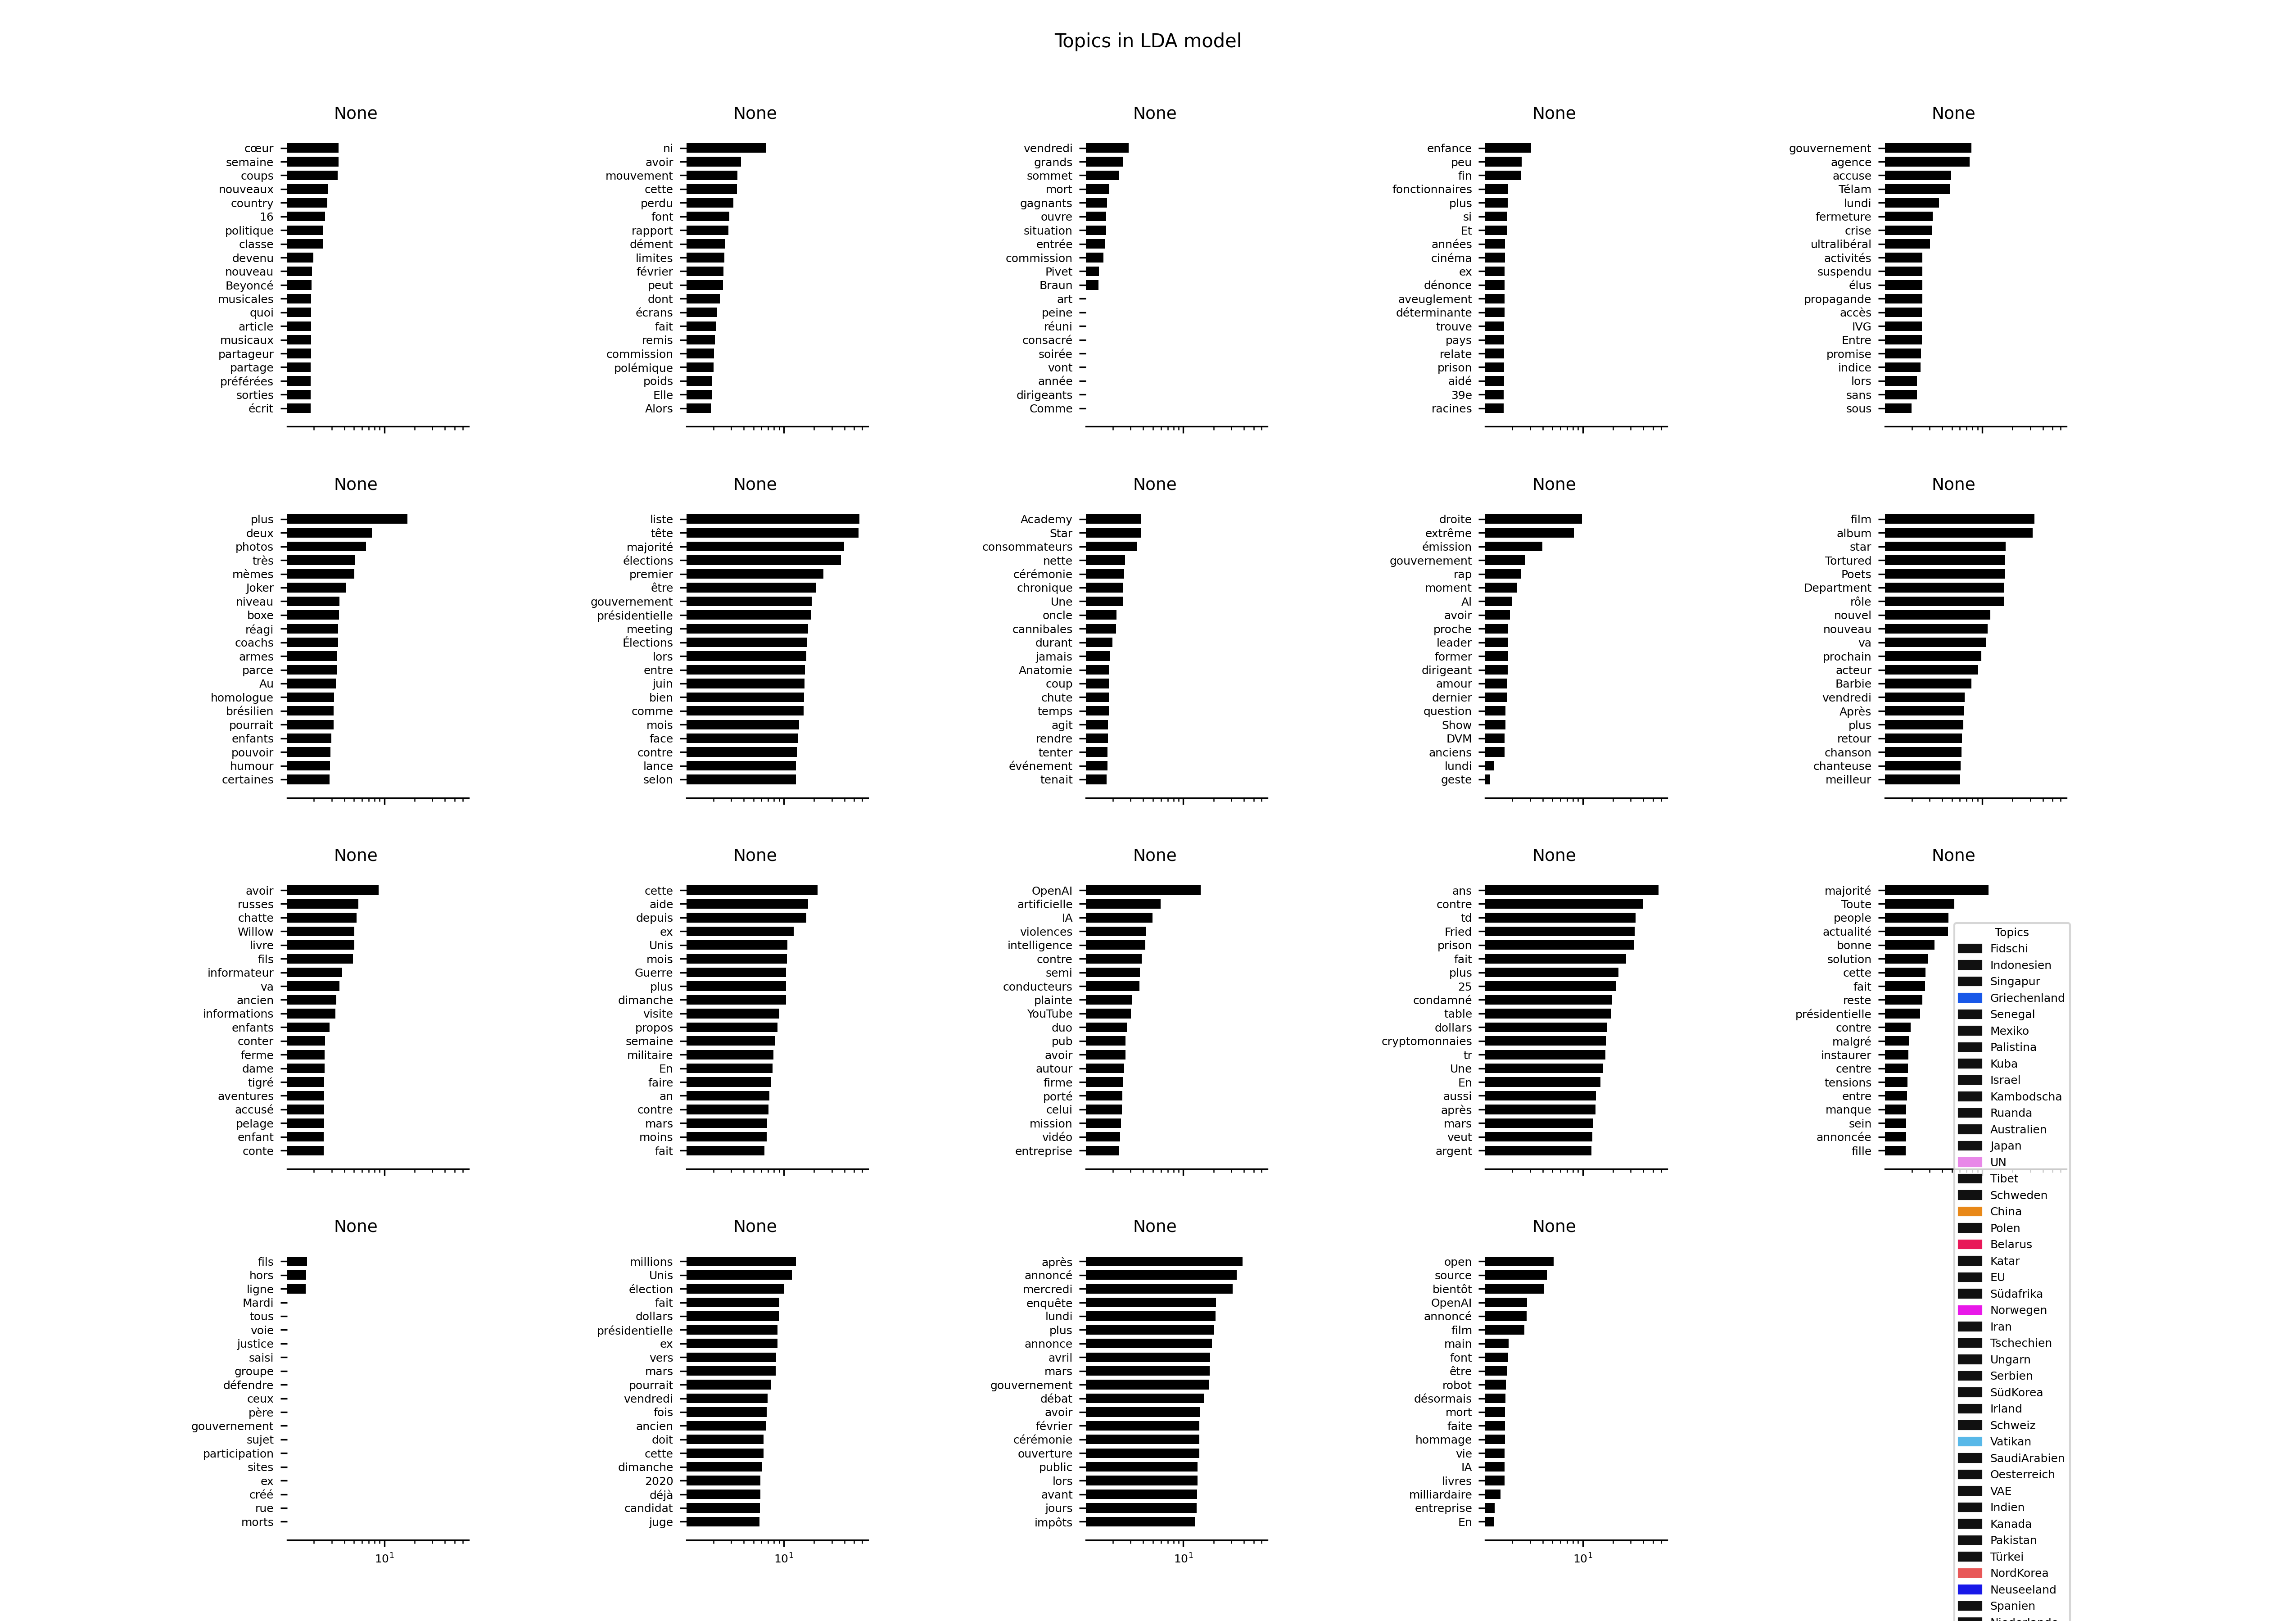 Topics in LDA model
None
cœur
semaine
coups
nouveaux
country
16
politique
classe
devenu
nouveau
Beyoncé
musicales
quoi
article
musicaux
partageur
partage
préférées
sorties
écrit
None
ni
avoir
mouvement
cette
perdu
font
rapport
dément
limites
février
peut
dont
écrans
fait
remis
commission
polémique
poids
Elle
Alors
None
vendredi
grands
sommet
mort
gagnants
ouvre
situation
entrée
commission
Pivet
Braun
art
peine
réuni
consacré
soirée
vont
année
dirigeants
Comme
None
enfance
peu
fin
fonctionnaires
plus
si
Et
années
cinéma
ex
dénonce
aveuglement
déterminante
trouve
pays
relate
prison
aidé
39e
racines
None
gouvernement
agence
accuse
Télam
lundi
fermeture
crise
ultralibéral
activités
suspendu
élus
propagande
accès
IVG
Entre
promise
indice
lors
sans
sous
None
plus
deux
photos
très
mèmes
Joker
niveau
boxe
réagi
coachs
armes
parce
Au
homologue
brésilien
pourrait
enfants
pouvoir
humour
certaines
None
liste
tête
majorité
élections
premier
être
gouvernement
présidentielle
meeting
Élections
lors
entre
juin
bien
comme
mois
face
contre
lance
selon
None
Academy
Star
consommateurs
nette
cérémonie
chronique
Une
oncle
cannibales
durant
jamais
Anatomie
coup
chute
temps
agit
rendre
tenter
événement
tenait
None
droite
extrême
émission
gouvernement
rap
moment
Al
avoir
proche
leader
former
dirigeant
amour
dernier
question
Show
DVM
anciens
lundi
geste
None
film
album
star
Tortured
Poets
Department
rôle
nouvel
nouveau
va
prochain
acteur
Barbie
vendredi
Après
plus
retour
chanson
chanteuse
meilleur
None
avoir
russes
chatte
Willow
livre
fils
informateur
va
ancien
informations
enfants
conter
ferme
dame
tigré
aventures
accusé
pelage
enfant
conte
None
cette
aide
depuis
ex
Unis
mois
Guerre
plus
dimanche
visite
propos
semaine
militaire
En
faire
an
contre
mars
moins
fait
None
OpenAI
artificielle
IA
violences
intelligence
contre
semi
conducteurs
plainte
YouTube
duo
pub
avoir
autour
firme
porté
celui
mission
vidéo
entreprise
None
ans
contre
td
Fried
prison
fait
plus
25
condamné
table
dollars
cryptomonnaies
tr
Une
En
aussi
après
mars
veut
argent
None
majorité
Toute
people
actualité
bonne
solution
cette
fait
reste
présidentielle
contre
malgré
instaurer
centre
tensions
entre
manque
sein
annoncée
fille
None
fils
hors
ligne
Mardi
tous
voie
justice
saisi
groupe
défendre
ceux
père
gouvernement
sujet
participation
sites
ex
créé
rue
morts
10¹
None
millions
Unis
élection
fait
dollars
présidentielle
ex
vers
mars
pourrait
vendredi
fois
ancien
doit
cette
dimanche
2020
déjà
candidat
juge
10¹
None
après
annoncé
mercredi
enquête
lundi
plus
annonce
avril
mars
gouvernement
débat
avoir
février
cérémonie
ouverture
public
lors
avant
jours
impôts
10¹
None
open
source
bientôt
OpenAI
annoncé
film
main
font
être
robot
désormais
mort
faite
hommage
vie
IA
livres
milliardaire
entreprise
En
10¹
Topics
Fidschi
Indonesien
Singapur
Griechenland
Senegal
Mexiko
Palistina
Kuba
Israel
Kambodscha
Ruanda
Australien
Japan
UN
Tibet
Schweden
China
Polen
Belarus
Katar
EU
Südafrika
Norwegen
Iran
Tschechien
Ungarn
Serbien
SüdKorea
Irland
Schweiz
Vatikan
SaudiArabien
Oesterreich
VAE
Indien
Kanada
Pakistan
Türkei
NordKorea
Neuseeland
Spanien